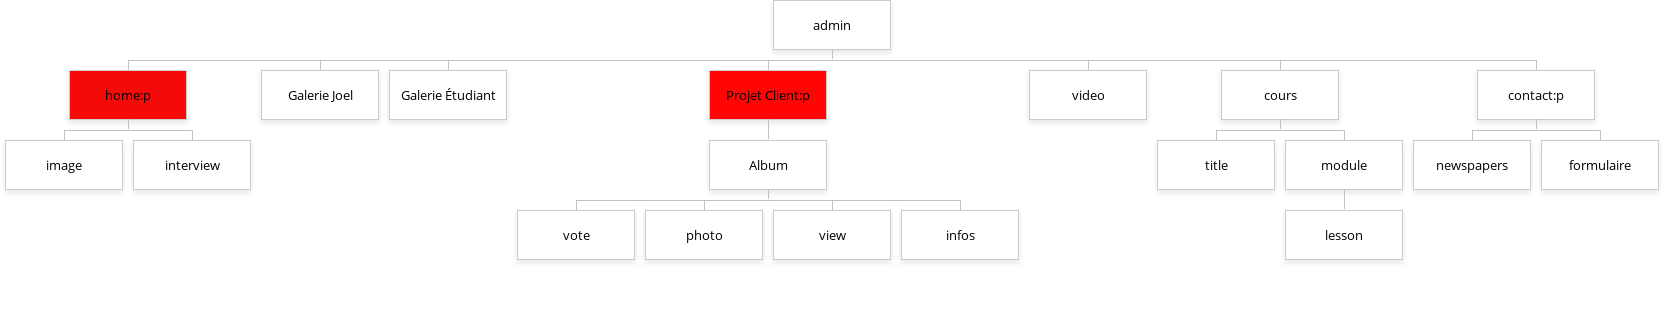 admin
home:p
Galerie Joel
Galerie Étudiant
Projet Client:p
video
cours
contact:p
image
interview
Album
title
module
newspapers
formulaire
vote
photo
view
infos
lesson